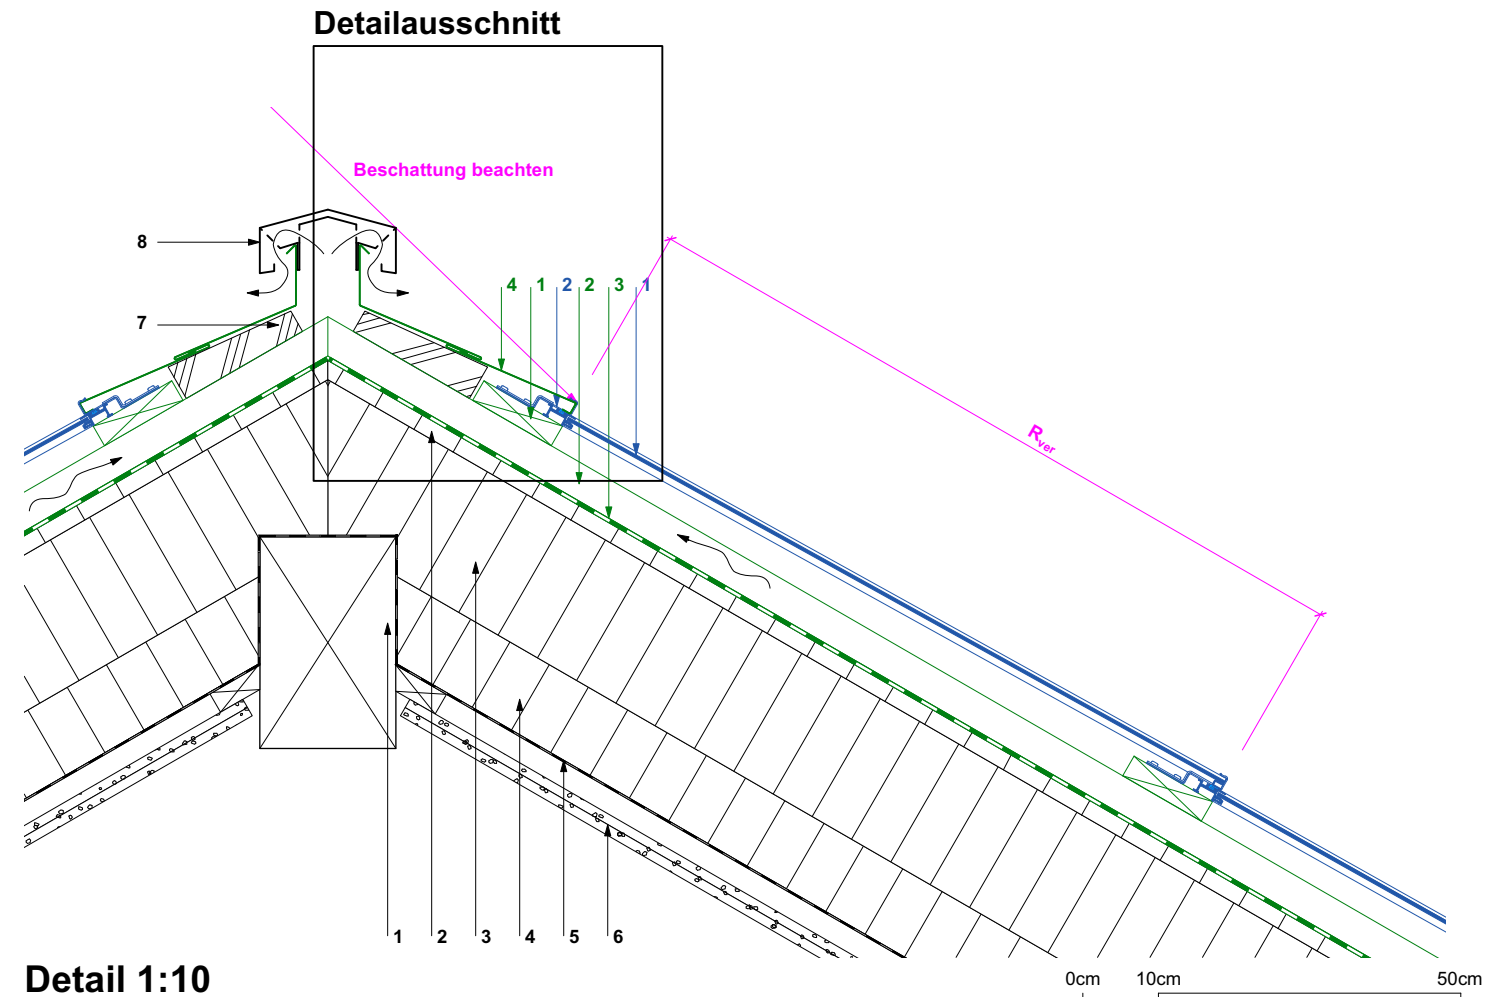 Detailausschnitt
Beschattung beachten
8
7
4 1 2 2 3 1
Rver
1 2 3 4 5 6
Detail 1:10
0cm 10cm 50cm